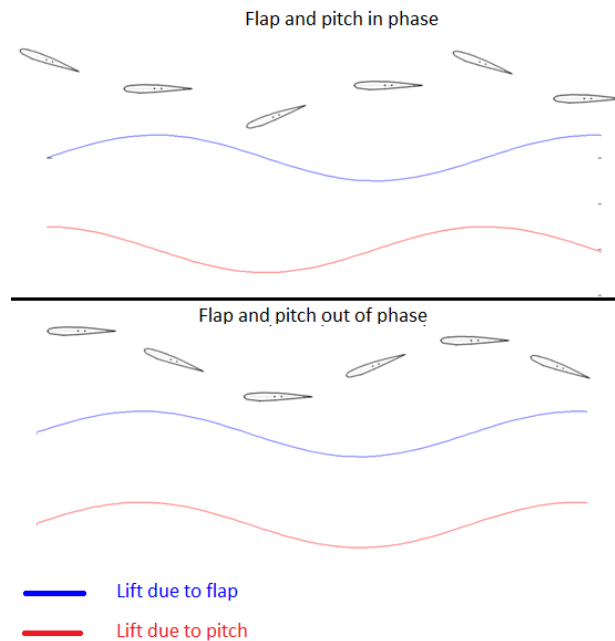 Flap and pitch in phase
Flap and pitch out of phase
Lift due to flap
Lift due to pitch